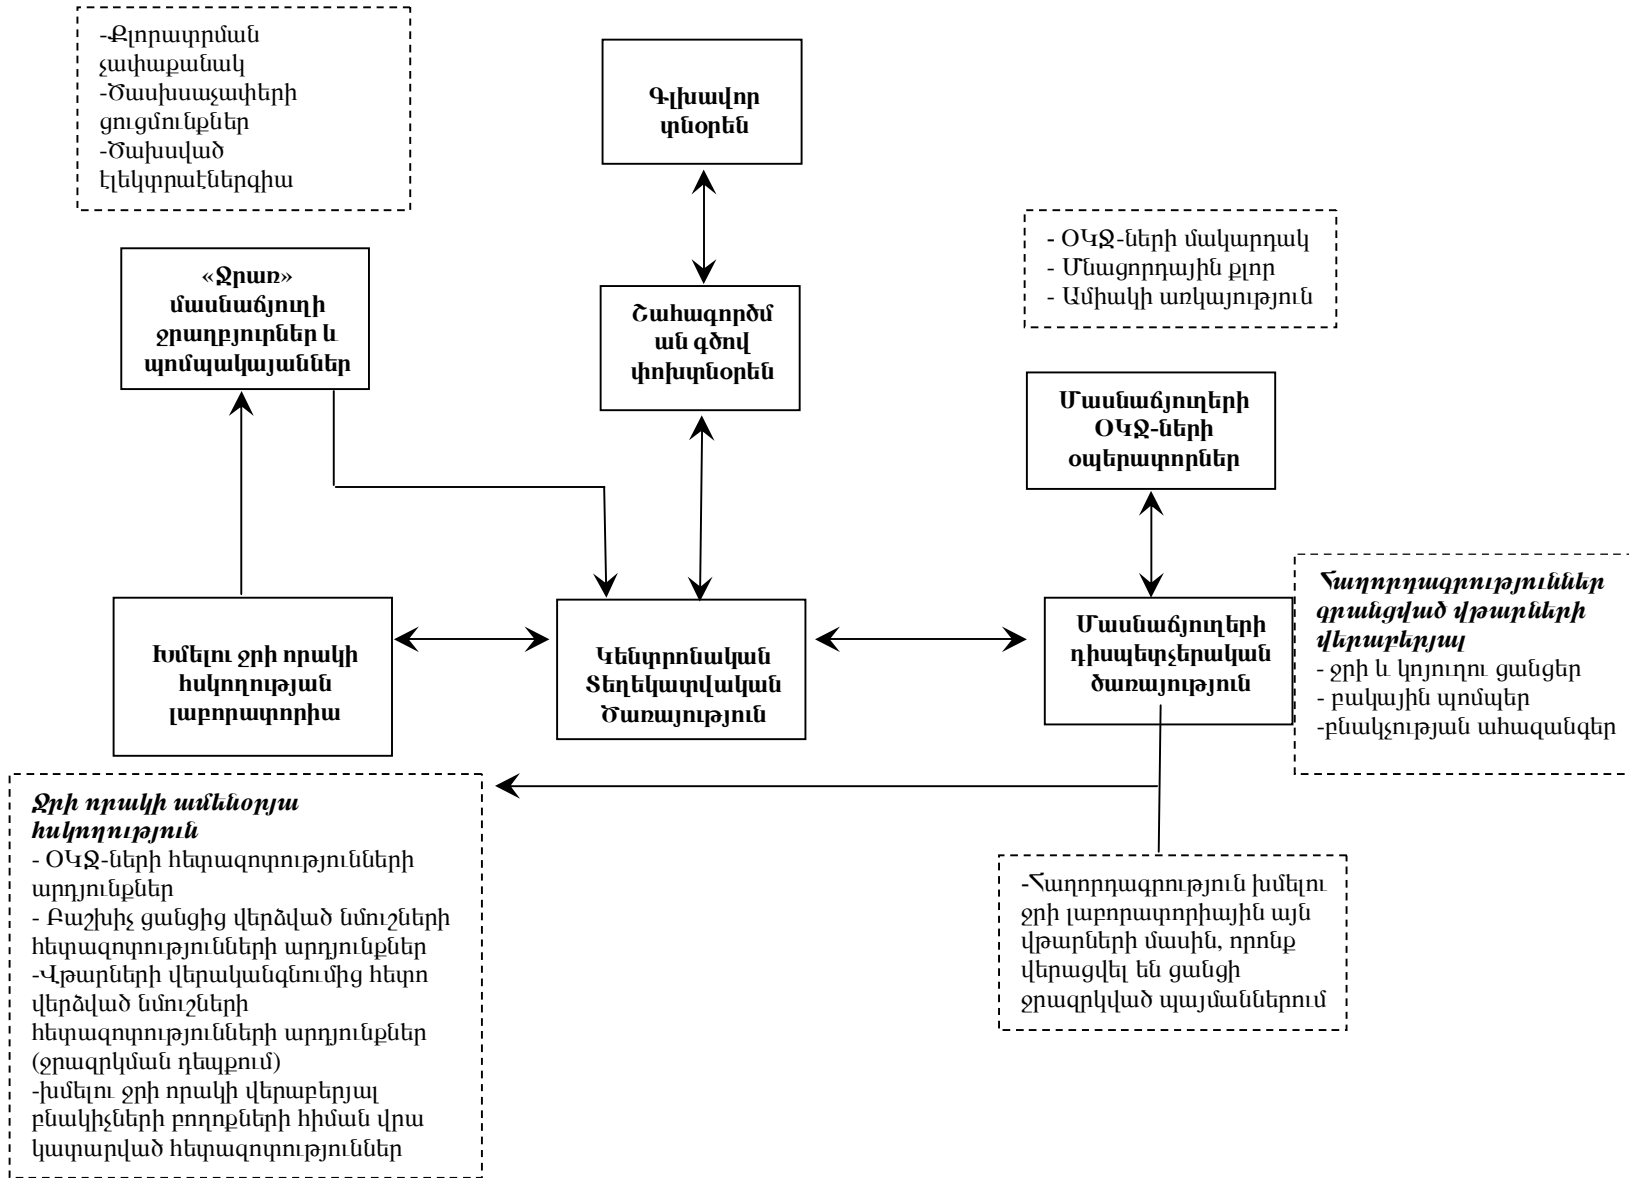 -Քլորատրման
չափաքանակ
-Ծասխսաչափերի
ցուցմունքներ
-Ծախսված
էլեկտրաէներգիա
Գլխավոր
տնօրեն
- ՕԿՋ-ների մակարդակ
- Մնացորդային քլոր
- Ամիակի առկայություն
«Ջրառ»
մասնաճյուղի
ջրաղբյուրներ և
պոմպակայաններ
Շահագործմ
ան գծով
փոխտնօրեն
Մասնաճյուղերի
ՕԿՋ-ների
օպերատորներ
Խմելու ջրի որակի
հսկողության
լաբորատորիա
Կենտրոնական
Տեղեկատվական
Ծառայություն
Մասնաճյուղերի
դիսպետչերական
ծառայություն
Հաղորդագրություններ
գրանցված վթարների
վերաբերյալ
- ջրի և կոյուղու ցանցեր
- բակային պոմպեր
-բնակչության ահազանգեր
Ջրի որակի ամենօրյա
հսկողություն
- ՕԿՋ-ների հետազոտությունների
արդյունքներ
- Բաշխիչ ցանցից վերձված նմուշների
հետազոտությունների արդյունքներ
-Վթարների վերականգնումից հետո
վերձված նմուշների
հետազոտությունների արդյունքներ
(ջրազրկման դեպքում)
-խմելու ջրի որակի վերաբերյալ
բնակիչների բողոքների հիման վրա
կատարված հետազոտություններ
-Հաղորդագրություն խմելու
ջրի լաբորատորիային այն
վթարների մասին, որոնք
վերացվել են ցանցի
ջրազրկված պայմաններում